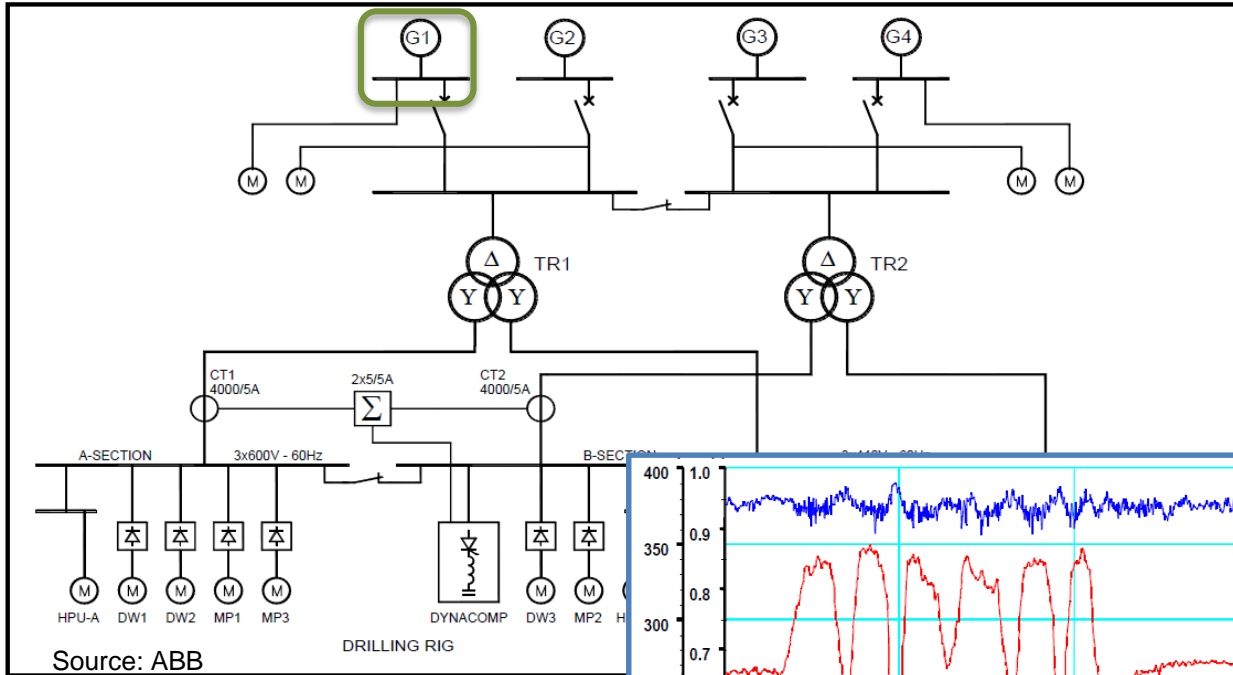 G1 G2 G3 G4
M M M M
Δ TR1 Δ TR2
Y Y Y Y
CT1 2x5/5A CT2
4000/5A 4000/5A
Σ
A-SECTION 3x600V - 60Hz
M M M M M M M
HPU-A DW1 DW2 MP1 MP3 DYNACOMP DW3 MP2
DRILLING RIG
Source: ABB
400 1.0
0.9
350
0.8
300
0.7